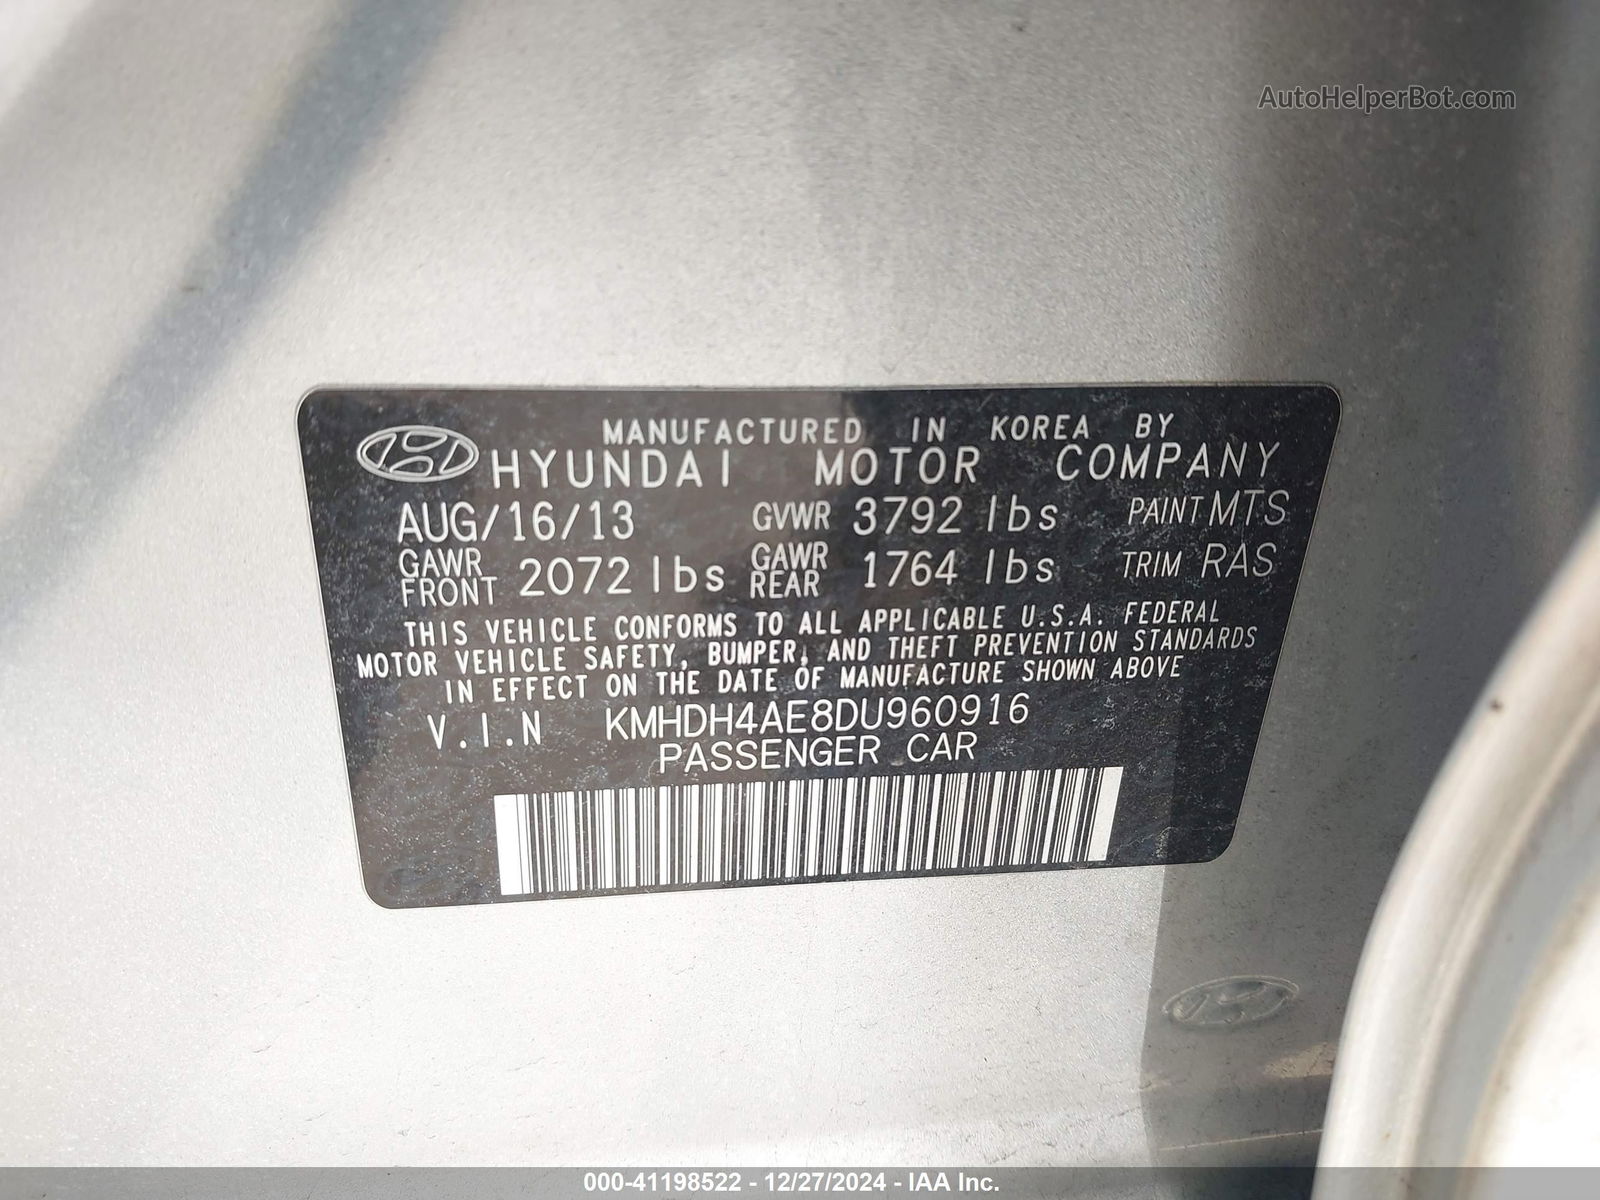 AutoHelperBot.com
MANUFACTURED IN KOREA BY
HYUNDAI MOTOR COMPANY
AUG/16/13 GVWR 3792 lbs PAINT MTS
GAWR FRONT 2072 lbs GAWR REAR 1764 lbs TRIM RAS
THIS VEHICLE CONFORMS TO ALL APPLICABLE U.S.A. FEDERAL
MOTOR VEHICLE SAFETY, BUMPER, AND THEFT PREVENTION STANDARDS
IN EFFECT ON THE DATE OF MANUFACTURE SHOWN ABOVE
V.I.N KMHDH4AE8DU960916
PASSENGER CAR
000-41198522 - 12/27/2024 - IAA Inc.